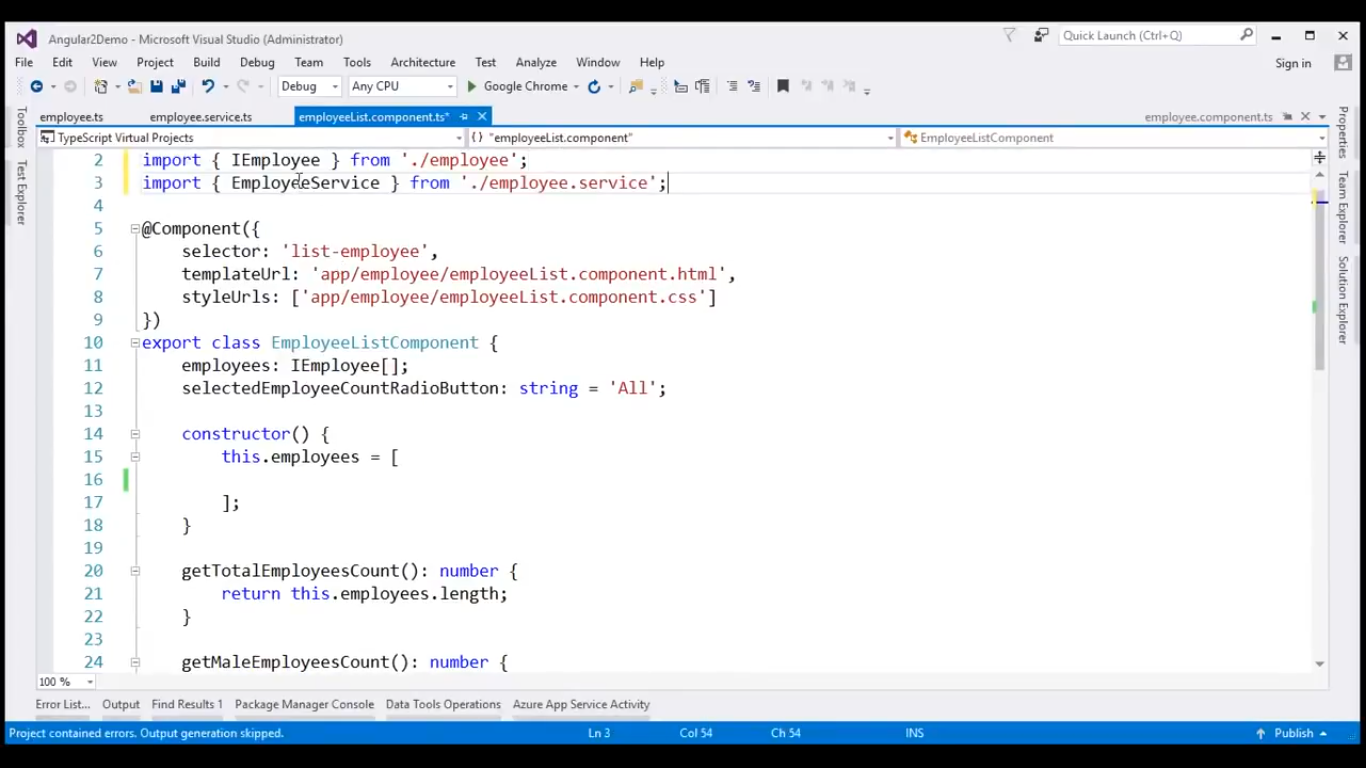 Angular2Demo - Microsoft Visual Studio (Administrator)
Quick Launch (Ctrl+Q)
File Edit View Project Build Debug Team Tools Architecture Test Analyze Window Help
Sign in
Debug Any CPU Google Chrome
Toolbox
Test Explorer
employee.ts employee.service.ts employeeList.component.ts* employee.component.ts
TypeScript Virtual Projects "employeeList.component" EmployeeListComponent
2 import { IEmployee } from './employee';
3 import { EmployeeService } from './employee.service';
4
5 @Component({
6 selector: 'list-employee',
7 templateUrl: 'app/employee/employeeList.component.html',
8 styleUrls: ['app/employee/employeeList.component.css']
9 })
10 export class EmployeeListComponent {
11 employees: IEmployee[];
12 selectedEmployeeCountRadioButton: string = 'All';
13
14 constructor() {
15 this.employees = [
16
17 ];
18 }
19
20 getTotalEmployeesCount(): number {
21 return this.employees.length;
22 }
23
24 getMaleEmployeesCount(): number {
Properties
Team Explorer
Solution Explorer
100 %
Error List... Output Find Results 1 Package Manager Console Data Tools Operations Azure App Service Activity
Project contained errors. Output generation skipped. Ln 3 Col 54 Ch 54 INS Publish